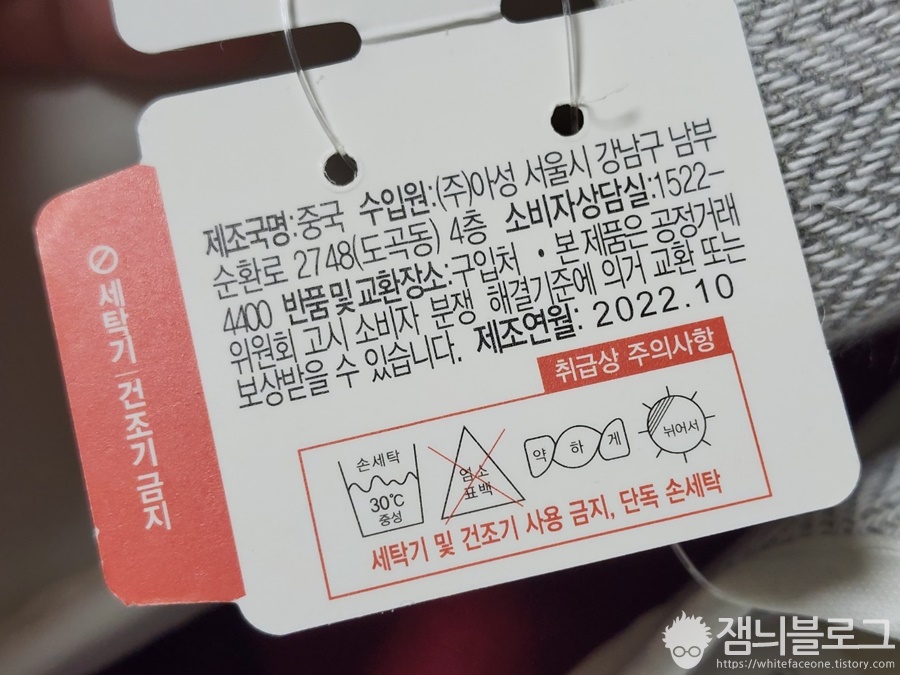 제조국명:중국 수입원:(주)아성 서울시 강남구 남부
순환로 2748(도곡동) 4층 소비자상담실:1522-
4400 반품 및 교환장소:구입처 • 본 제품은 공정거래
위원회 고시 소비자 분쟁 해결기준에 의거 교환 또는
보상받을 수 있습니다. 제조연월: 2022.10
취급상 주의사항
손세탁
30℃
중성
염소
표백
약 하 게
뉘어서
세탁기 및 건조기 사용 금지, 단독 손세탁
세탁기 | 건조기 금지
잼늬블로그
https://whitefaceone.tistory.com